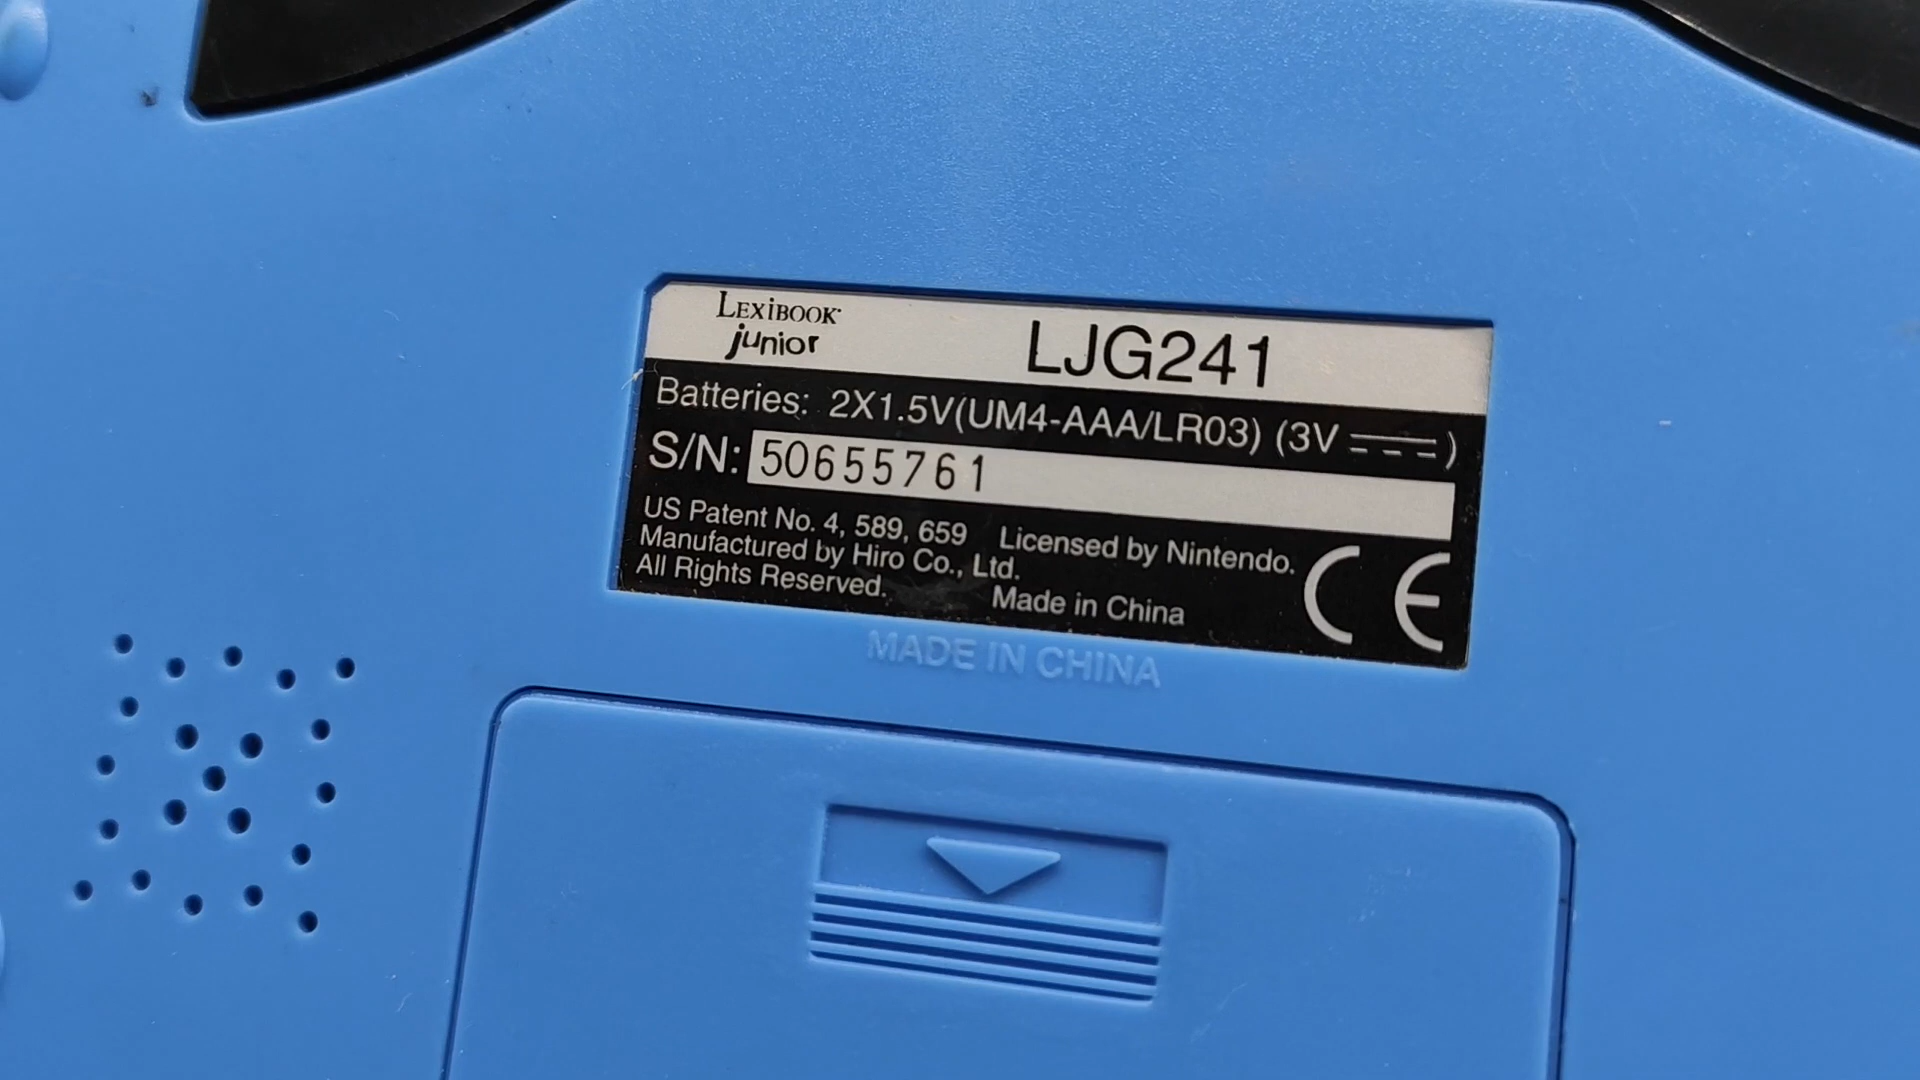 LEXiBOOK
junior
LJG241
Batteries: 2X1.5V(UM4-AAA/LR03) (3V ⎓)
S/N: 50655761
US Patent No. 4, 589, 659 Licensed by Nintendo.
Manufactured by Hiro Co., Ltd.
All Rights Reserved. Made in China
CE
MADE IN CHINA